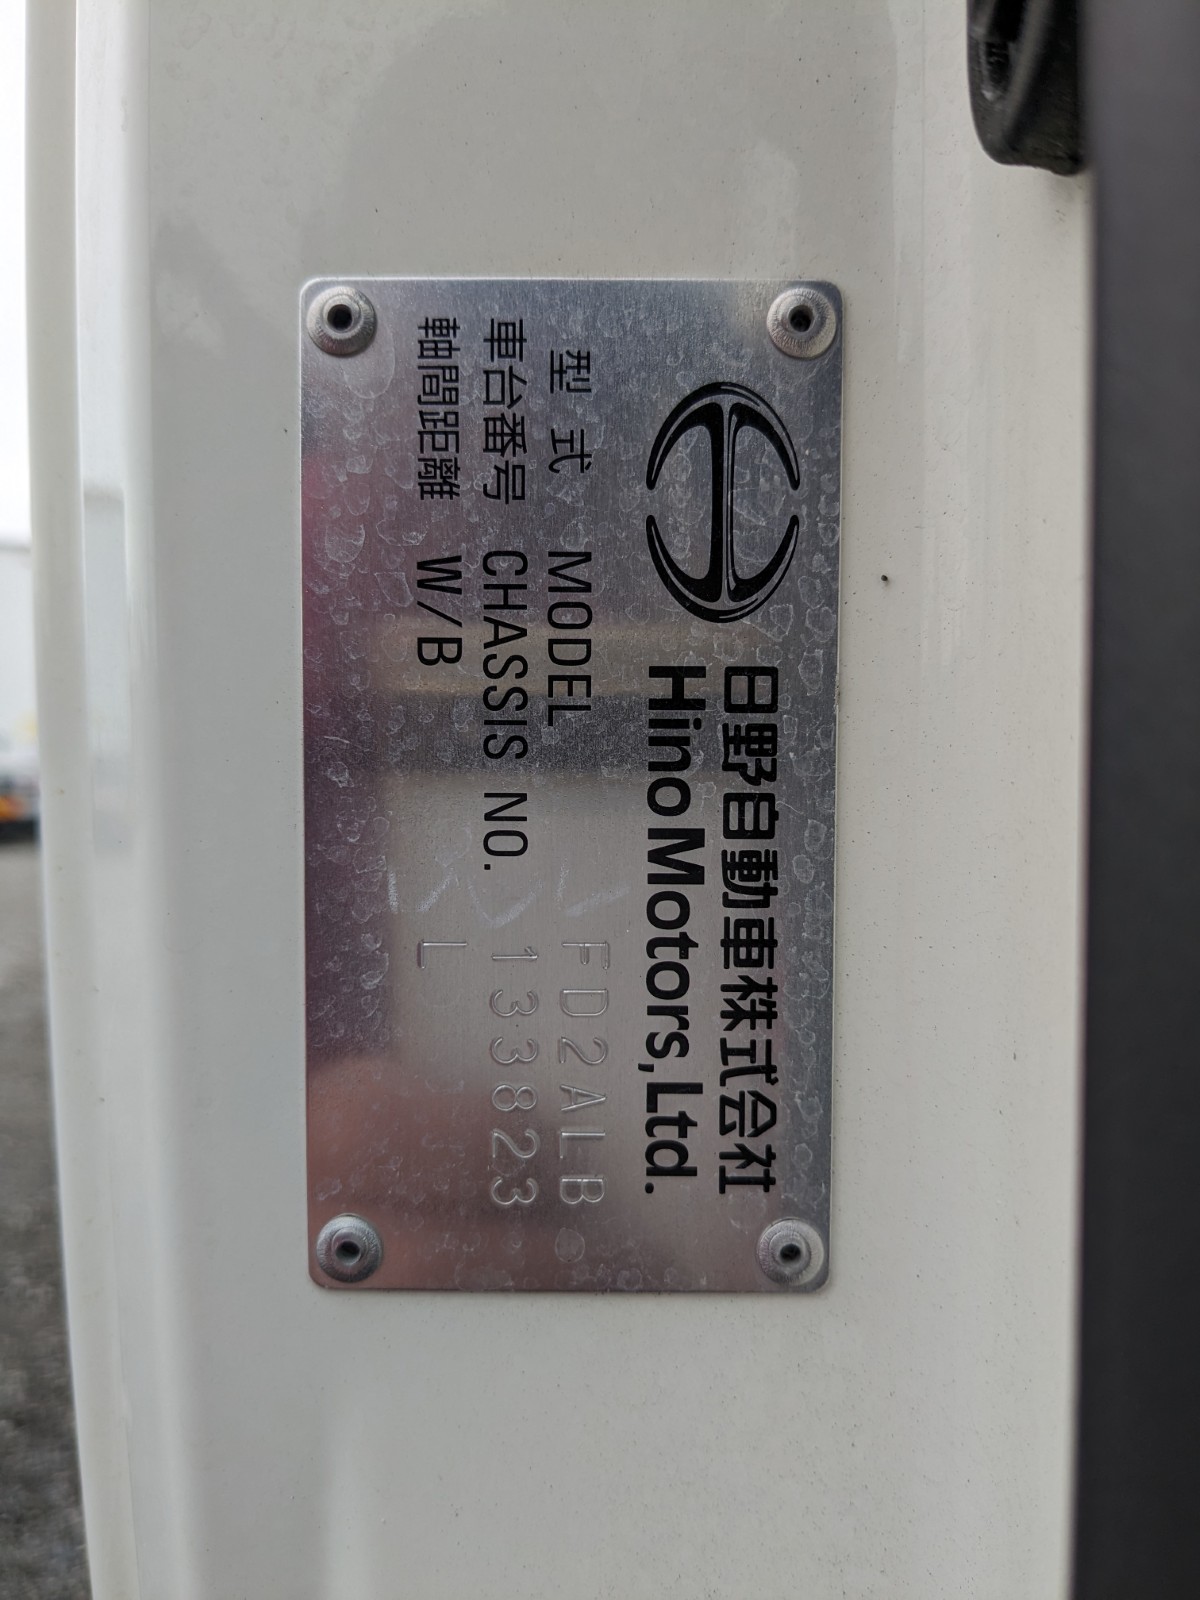 日野自動車株式会社
Hino Motors, Ltd.
型式 MODEL FD2ALB
車台番号 CHASSIS NO. 133823
軸間距離 W/B L